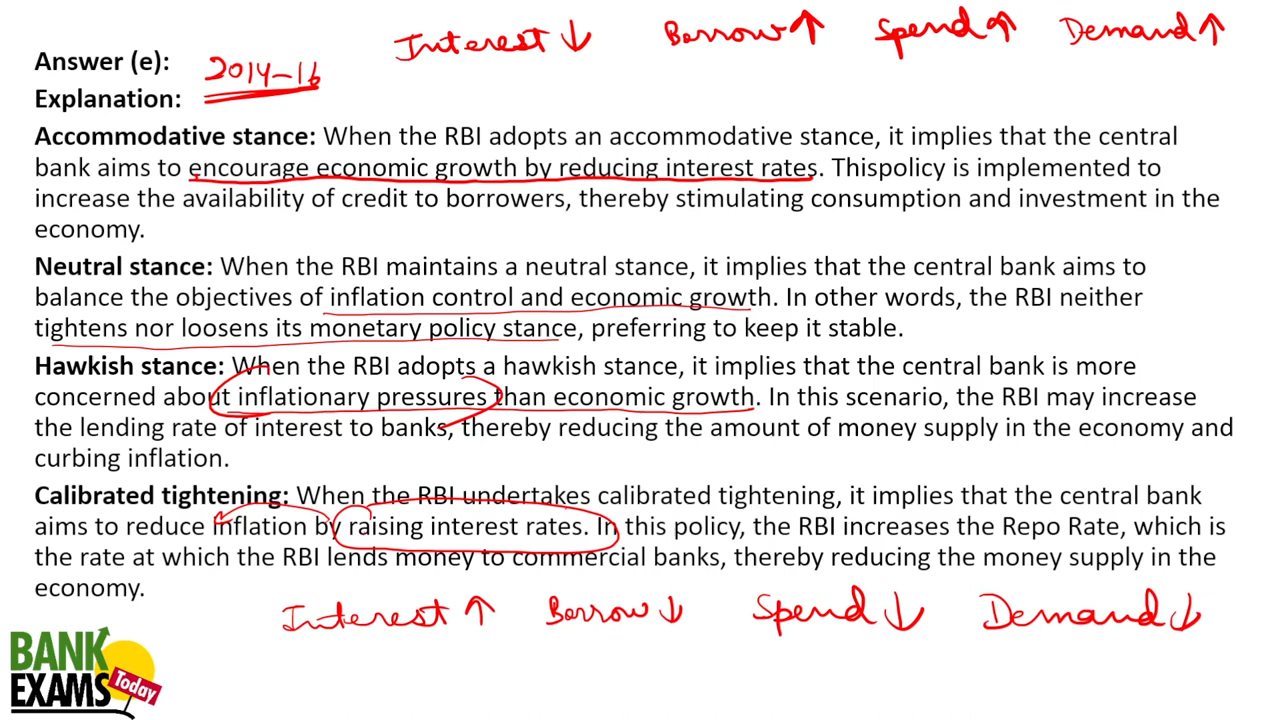 Interest ↓ Borrow ↑ Spend ↑ Demand ↑
Answer (e):
2014-16
Explanation:
Accommodative stance: When the RBI adopts an accommodative stance, it implies that the central
bank aims to encourage economic growth by reducing interest rates. Thispolicy is implemented to
increase the availability of credit to borrowers, thereby stimulating consumption and investment in the
economy.
Neutral stance: When the RBI maintains a neutral stance, it implies that the central bank aims to
balance the objectives of inflation control and economic growth. In other words, the RBI neither
tightens nor loosens its monetary policy stance, preferring to keep it stable.
Hawkish stance: When the RBI adopts a hawkish stance, it implies that the central bank is more
concerned about inflationary pressures than economic growth. In this scenario, the RBI may increase
the lending rate of interest to banks, thereby reducing the amount of money supply in the economy and
curbing inflation.
Calibrated tightening: When the RBI undertakes calibrated tightening, it implies that the central bank
aims to reduce inflation by raising interest rates. In this policy, the RBI increases the Repo Rate, which is
the rate at which the RBI lends money to commercial banks, thereby reducing the money supply in the
economy.
Interest ↑ Borrow ↓ Spend ↓ Demand ↓
BANK
EXAMS
Today